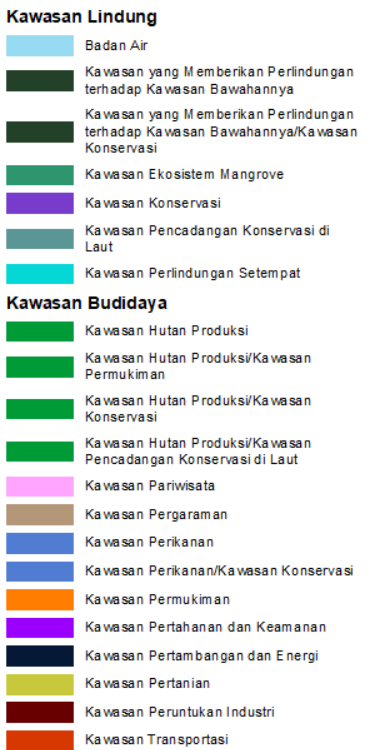 Kawasan Lindung
Badan Air
Kawasan yang Memberikan Perlindungan
terhadap Kawasan Bawahannya
Kawasan yang Memberikan Perlindungan
terhadap Kawasan Bawahannya/Kawasan
Konservasi
Kawasan Ekosistem Mangrove
Kawasan Konservasi
Kawasan Pencadangan Konservasi di
Laut
Kawasan Perlindungan Setempat
Kawasan Budidaya
Kawasan Hutan Produksi
Kawasan Hutan Produksi/Kawasan
Permukiman
Kawasan Hutan Produksi/Kawasan
Konservasi
Kawasan Hutan Produksi/Kawasan
Pencadangan Konservasi di Laut
Kawasan Pariwisata
Kawasan Pergaraman
Kawasan Perikanan
Kawasan Perikanan/Kawasan Konservasi
Kawasan Permukiman
Kawasan Pertahanan dan Keamanan
Kawasan Pertambangan dan Energi
Kawasan Pertanian
Kawasan Peruntukan Industri
Kawasan Transportasi